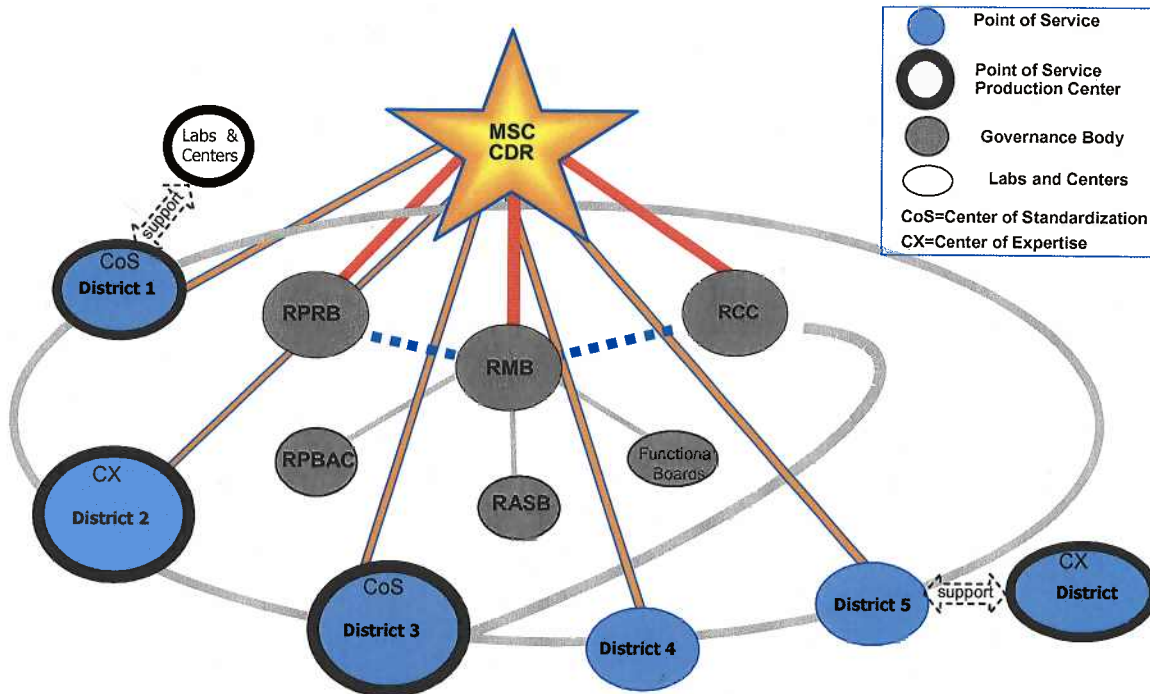 Point of Service
Point of Service
Production Center
Governance Body
Labs and Centers
CoS=Center of Standardization
CX=Center of Expertise
MSC
CDR
Labs &
Centers
support
CoS
District 1
RPRB
RCC
RMB
RPBAC
Functional
Boards
RASB
CX
District 2
CoS
District 3
District 4
District 5
support
CX
District